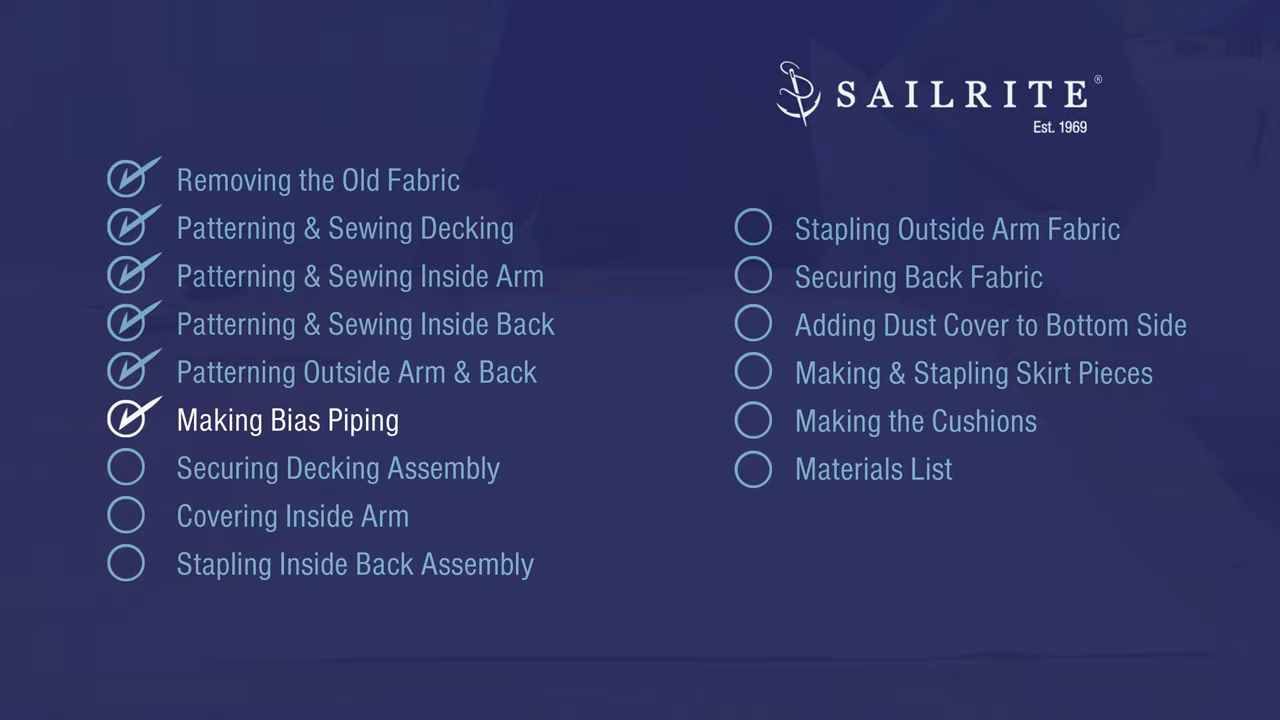 SAILRITE®
Est. 1969
Removing the Old Fabric
Patterning & Sewing Decking
Patterning & Sewing Inside Arm
Patterning & Sewing Inside Back
Patterning Outside Arm & Back
Making Bias Piping
Securing Decking Assembly
Covering Inside Arm
Stapling Inside Back Assembly
Stapling Outside Arm Fabric
Securing Back Fabric
Adding Dust Cover to Bottom Side
Making & Stapling Skirt Pieces
Making the Cushions
Materials List